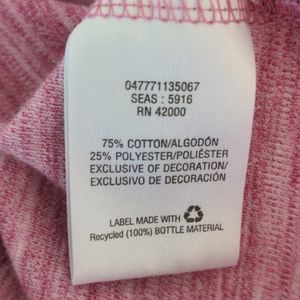 047771135067
SEAS : 5916
RN 42000
75% COTTON/ALGODÓN
25% POLYESTER/POLIÉSTER
EXCLUSIVE OF DECORATION/
EXCLUSIVO DE DECORACIÓN
LABEL MADE WITH
Recycled (100%) BOTTLE MATERIAL